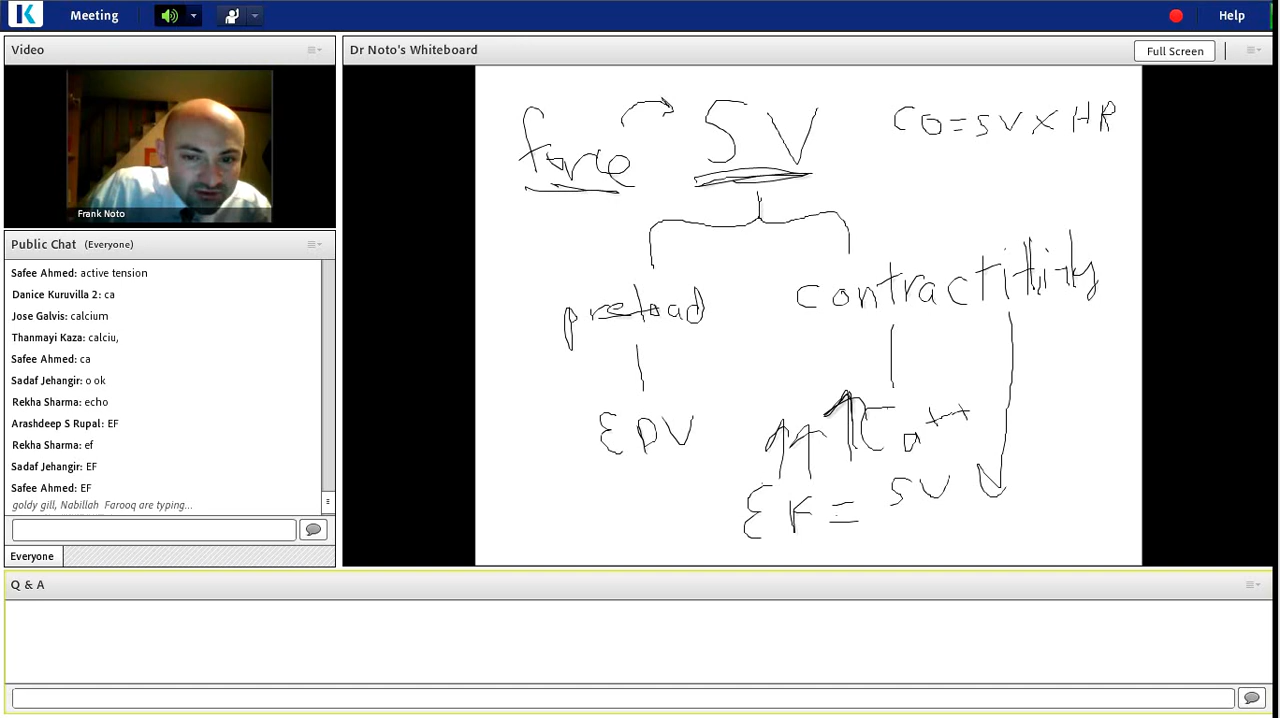 K Meeting Help
Video
Frank Noto
Public Chat (Everyone)
Safee Ahmed: active tension
Danice Kuruvilla 2: ca
Jose Galvis: calcium
Thanmayi Kaza: calciu,
Safee Ahmed: ca
Sadaf Jehangir: o ok
Rekha Sharma: echo
Arashdeep S Rupal: EF
Rekha Sharma: ef
Sadaf Jehangir: EF
Safee Ahmed: EF
goldy gill, Nabillah Farooq are typing...
Everyone
Dr Noto's Whiteboard Full Screen
force SV CO=SV X HR
preload contractility
EDV Ca++
EF = SV
Q & A